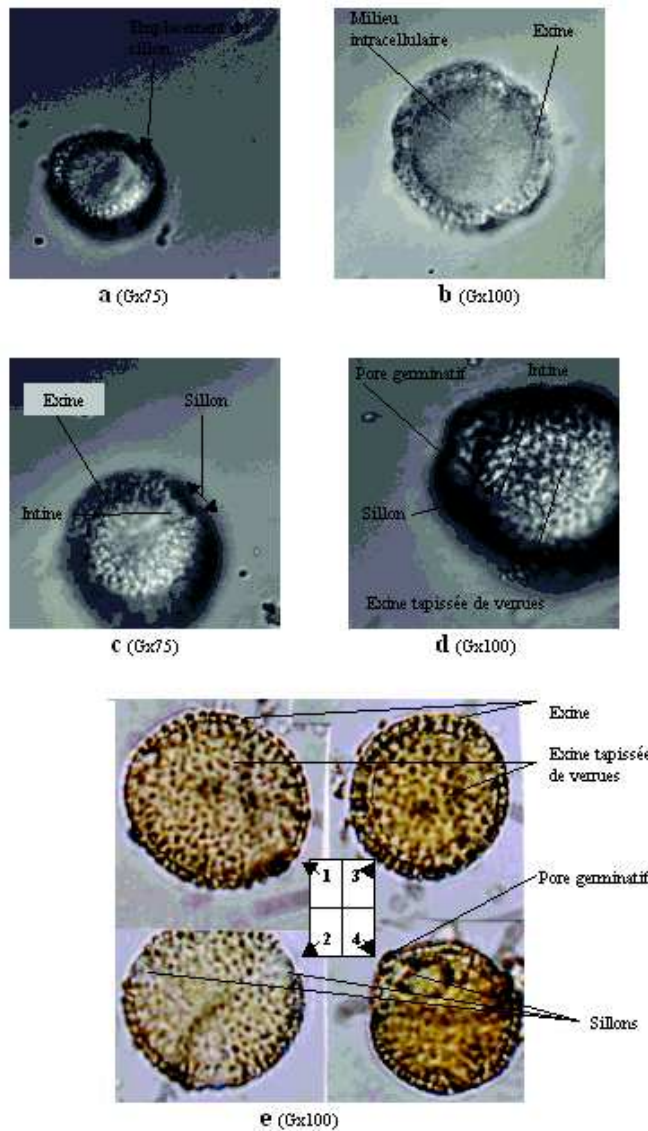 Emplacement du
sillon
Milieu
intracellulaire
Exine
a (Gx75)
b (Gx100)
Exine
Sillon
Intine
c (Gx75)
Pore germinatif
Intine
Sillon
Exine tapissée de verrues
d (Gx100)
Exine
Exine tapissée
de verrues
1 3
Pore germinatif
2 4
Sillons
e (Gx100)